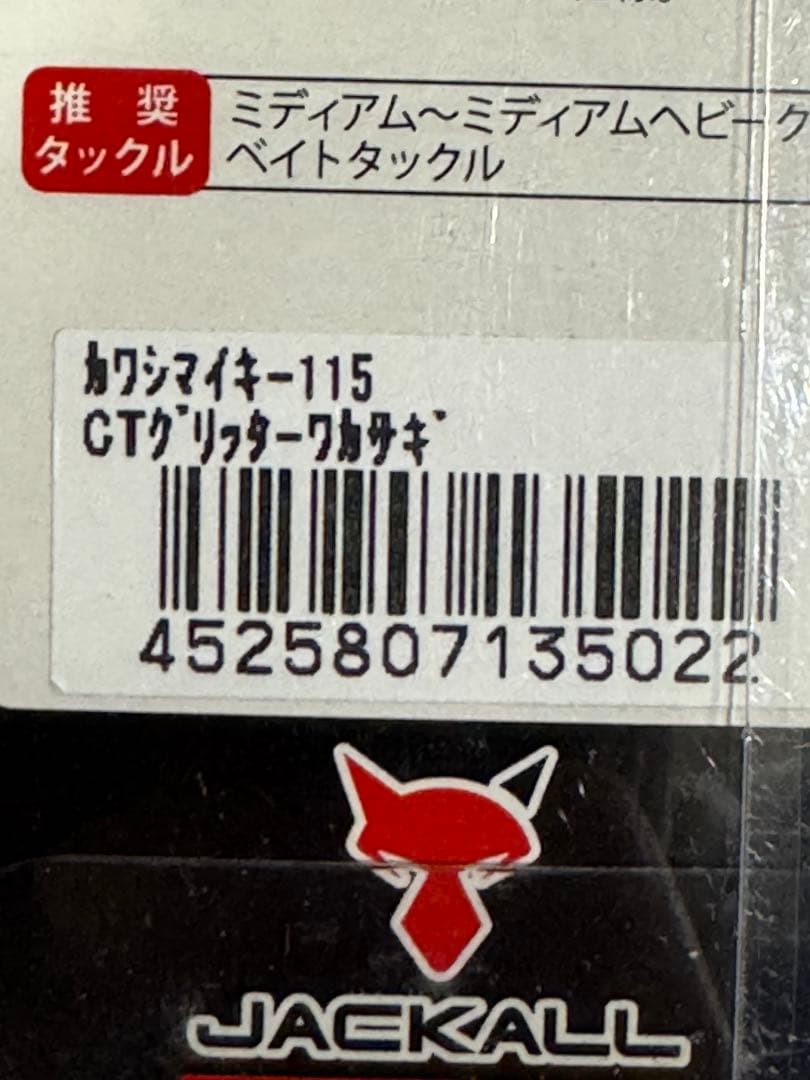 推奨
タックル
ミディアム～ミディアムヘビーク
ベイトタックル
ｶﾜｼﾏｲｷｰ115
CTｸﾞﾘｯﾀｰﾜｶｻｷﾞ
4525807135022
JACKALL